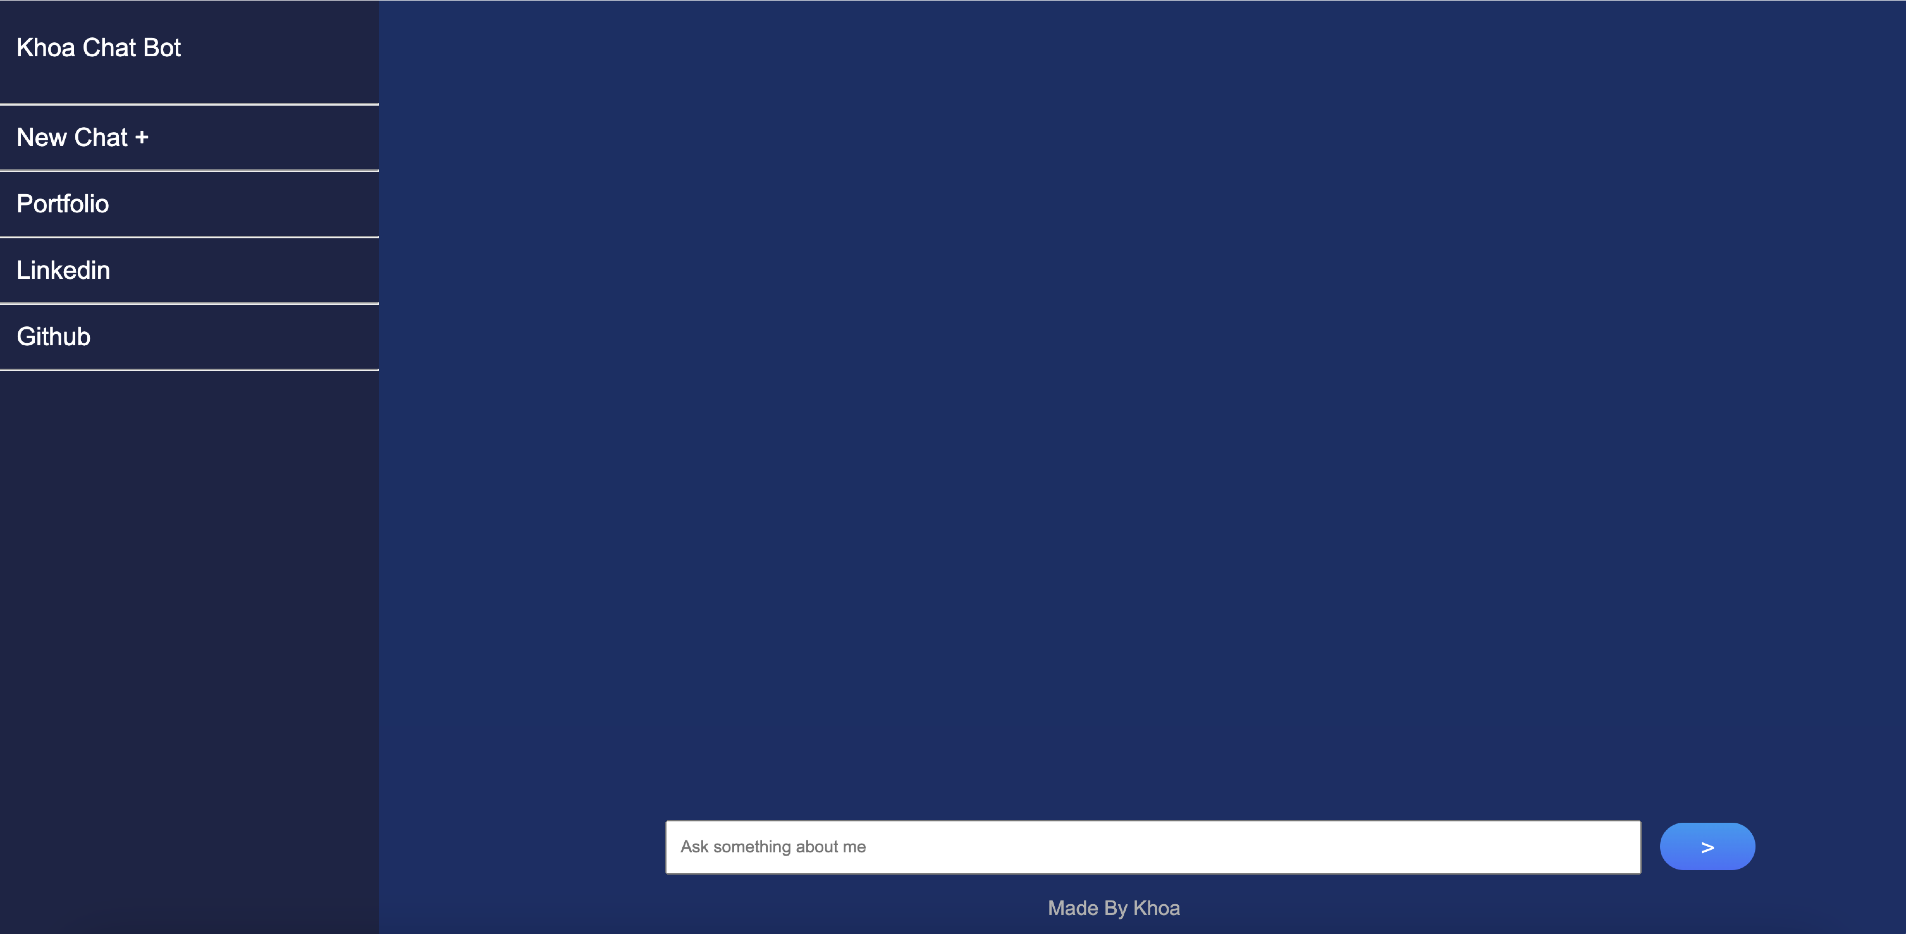 Khoa Chat Bot
New Chat +
Portfolio
Linkedin
Github
Ask something about me
>
Made By Khoa